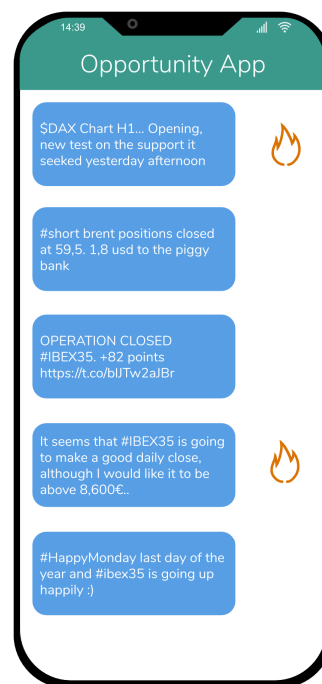 14:39
Opportunity App
$DAX Chart H1... Opening,
new test on the support it
seeked yesterday afternoon
#short brent positions closed
at 59,5. 1,8 usd to the piggy
bank
OPERATION CLOSED
#IBEX35. +82 points
https://t.co/blJTw2aJBr
It seems that #IBEX35 is going
to make a good daily close,
although I would like it to be
above 8,600€..
#HappyMonday last day of the
year and #ibex35 is going up
happily :)